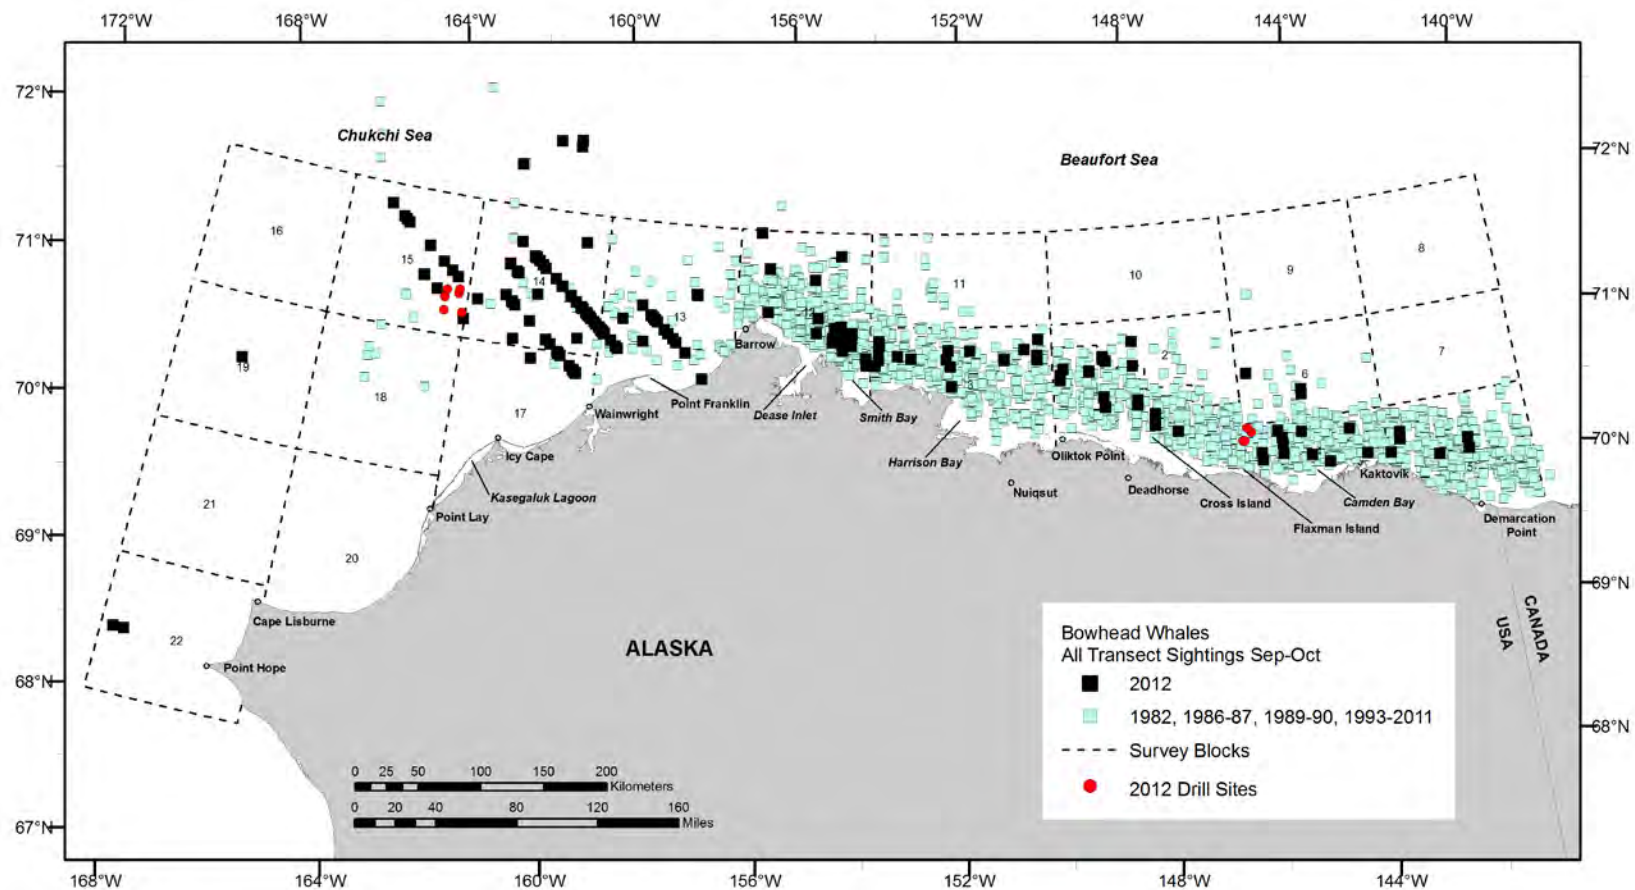 172°W 168°W 164°W 160°W 156°W 152°W 148°W 144°W 140°W
72°N
Chukchi Sea
Beaufort Sea
72°N
16
8
71°N
15
14
11
10
9
71°N
13
12
2
7
19
18
6
70°N
17
3
Barrow
Point Franklin
Wainwright
Dease Inlet
Smith Bay
70°N
Icy Cape
Harrison Bay
Oliktok Point
Kaktovik
5
Kasegaluk Lagoon
Nuiqsut
Deadhorse
Cross Island
Camden Bay
21
Point Lay
Flaxman Island
Demarcation
Point
69°N
20
69°N
Cape Lisburne
22
Point Hope
ALASKA
USA
CANADA
68°N
68°N
Bowhead Whales
All Transect Sightings Sep-Oct
2012
1982, 1986-87, 1989-90, 1993-2011
Survey Blocks
2012 Drill Sites
0 25 50 100 150 200
Kilometers
0 20 40 80 120 160
Miles
67°N
168°W 164°W 160°W 156°W 152°W 148°W 144°W